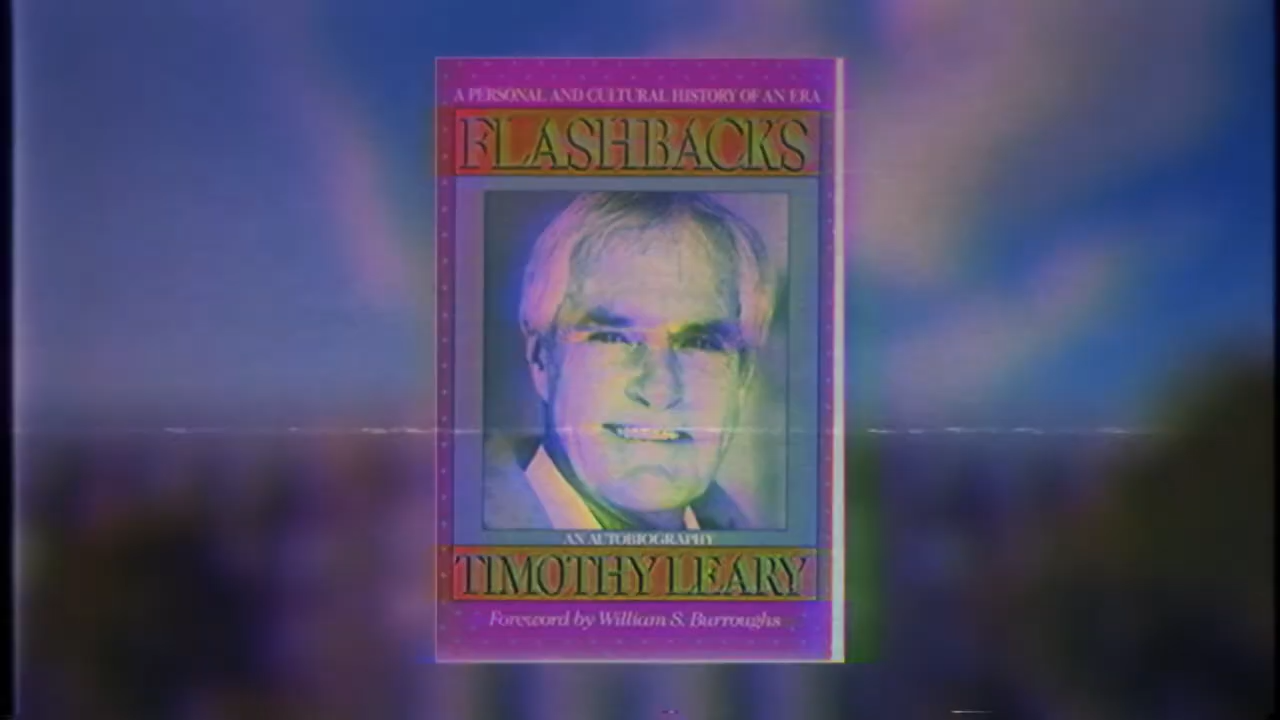 A PERSONAL AND CULTURAL HISTORY OF AN ERA
FLASHBACKS
AN AUTOBIOGRAPHY
TIMOTHY LEARY
Foreword by William S. Burroughs